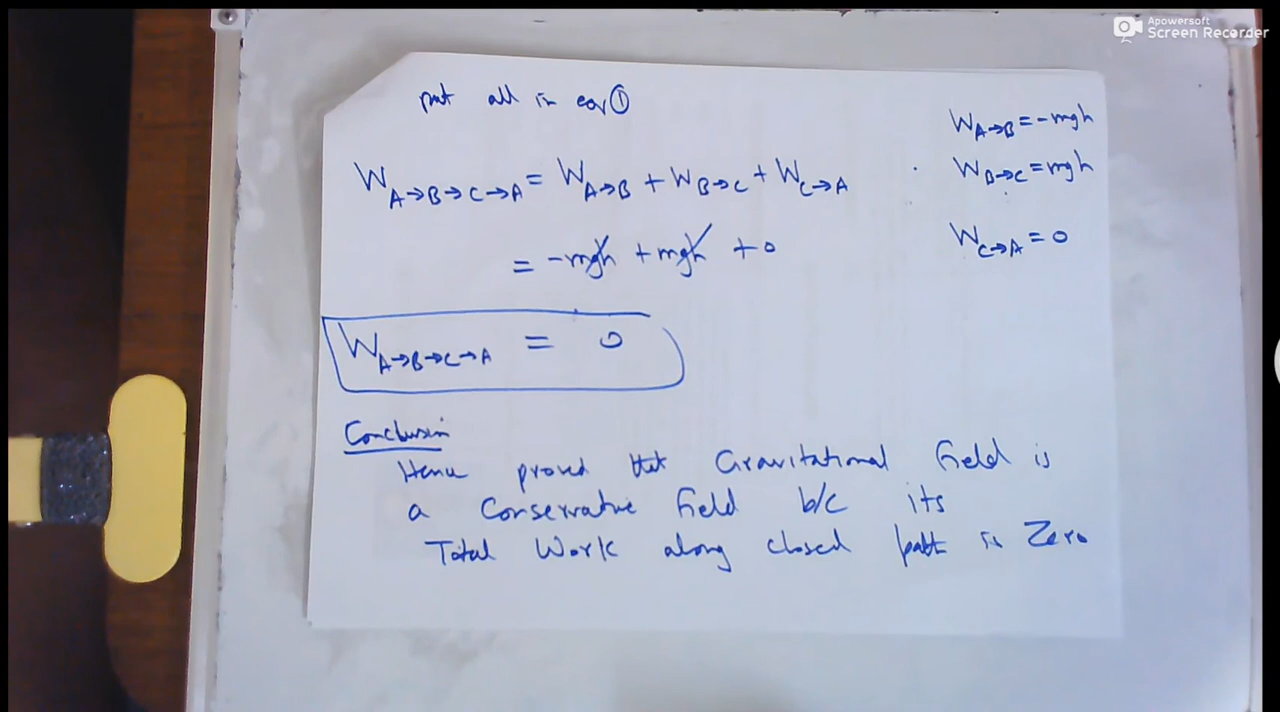 Apowersoft
Screen Recorder
put all in eqv ①
W_{A→B→C→A} = W_{A→B} + W_{B→C} + W_{C→A}
= -mgh + mgh + 0
W_{A→B→C→A} = 0
W_{A→B} = -mgh
W_{B→C} = mgh
W_{C→A} = 0
Conclusion
Hence proved that Gravitational field is
a Conservative field b/c its
Total Work along closed path is Zero